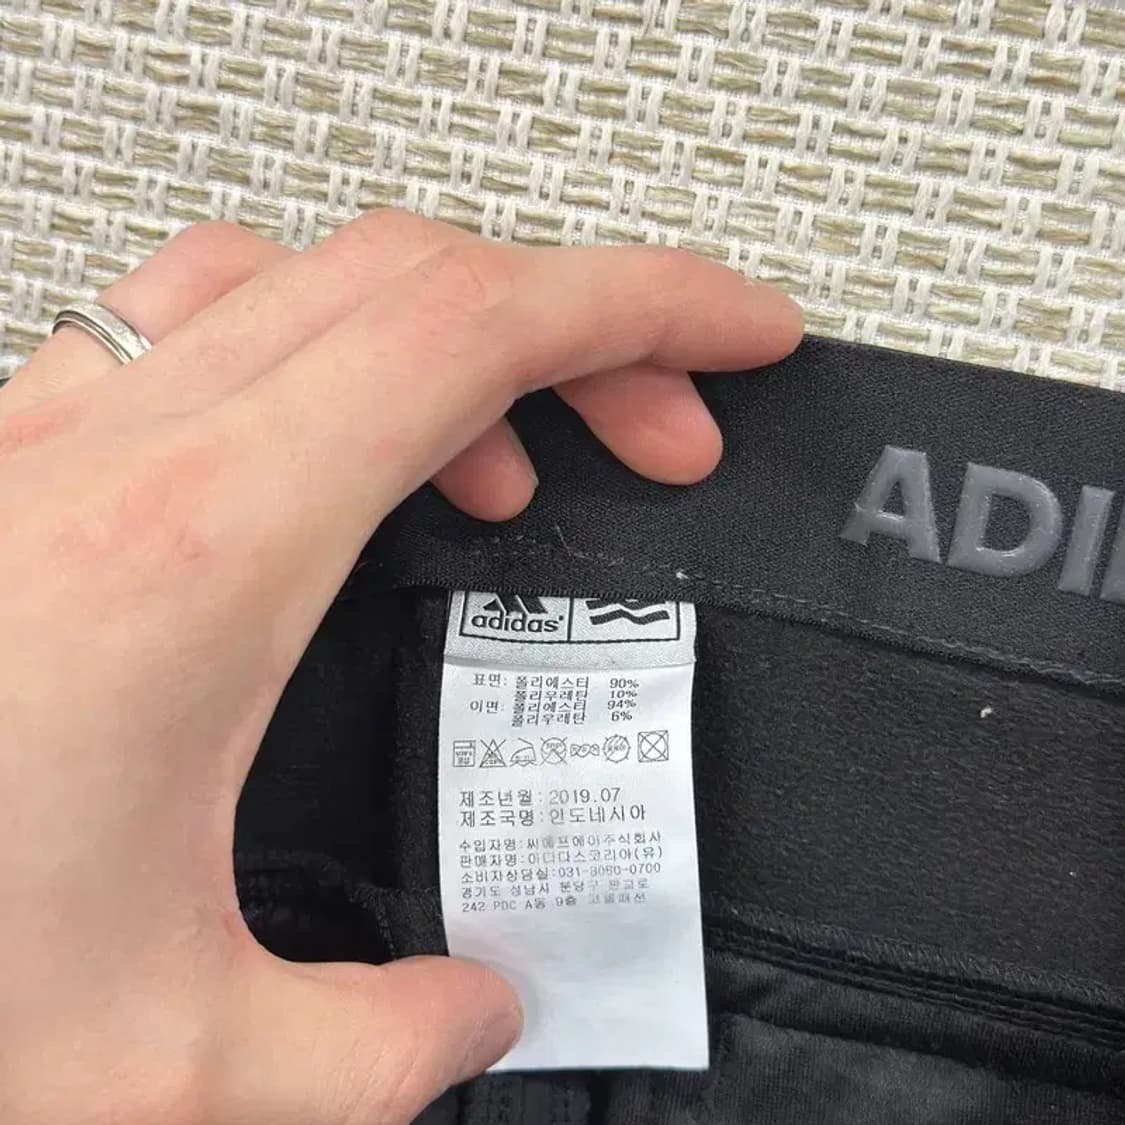 ADI
adidas
표면: 폴리에스터 90%
폴리우레탄 10%
이면: 폴리에스터 94%
폴리우레탄 6%
제조년월: 2019.07
제조국명: 인도네시아
수입자명: 씨에프에이주식회사
판매자명: 아디다스코리아(유)
소비자상담실: 031-8060-0700
경기도 성남시 분당구 판교로
242 PDC A동 9층